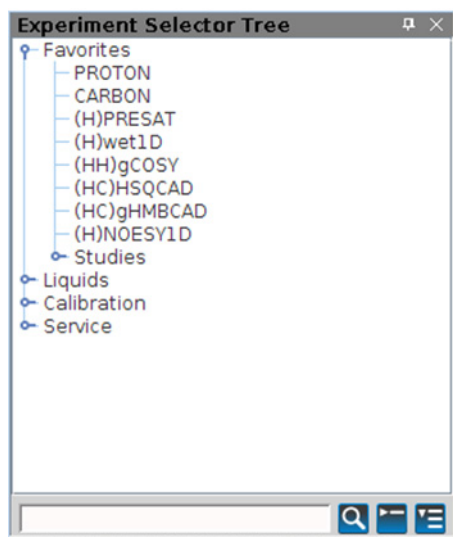 Experiment Selector Tree
Favorites
PROTON
CARBON
(H)PRESAT
(H)wet1D
(HH)gCOSY
(HC)HSQCAD
(HC)gHMBCAD
(H)NOESY1D
Studies
Liquids
Calibration
Service